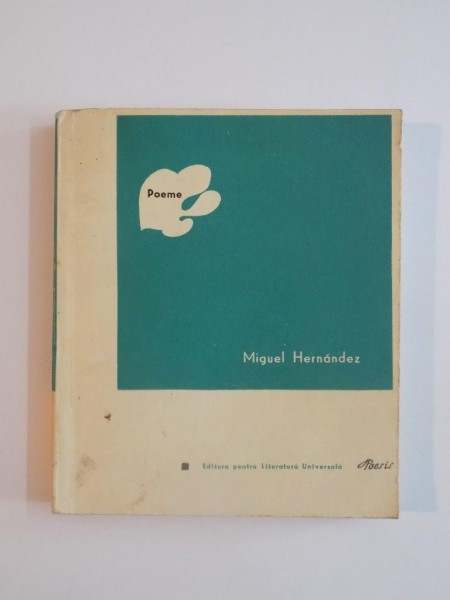 Poeme
Miguel Hernández
Editura pentru Literatură Universală
Poesis